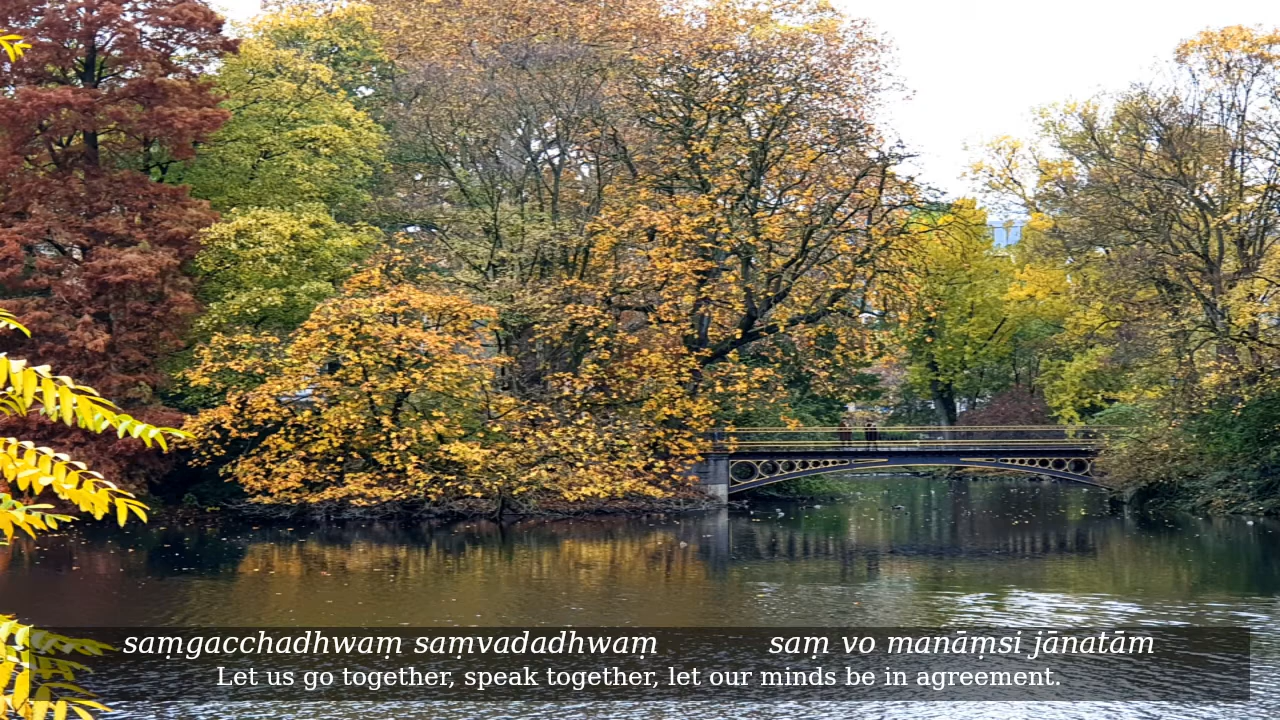 saṃgacchadhwaṃ saṃvadadhwaṃ saṃ vo manāṃsi jānatām
Let us go together, speak together, let our minds be in agreement.